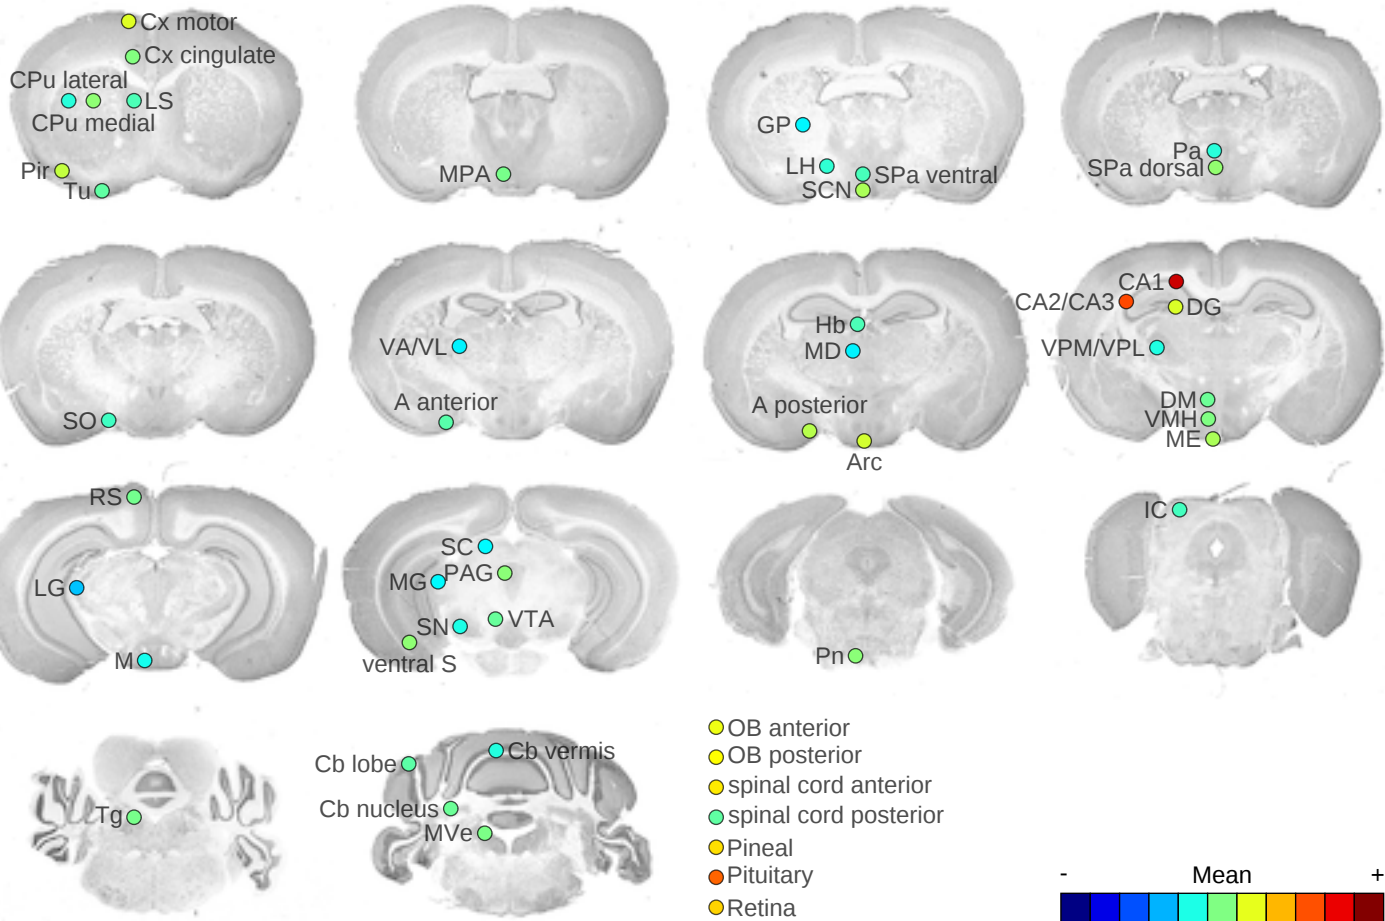 Cx motor
Cx cingulate
CPu lateral
LS
CPu medial
Pir
Tu
MPA
GP
LH
SPa ventral
SCN
Pa
SPa dorsal
SO
VA/VL
A anterior
Hb
MD
A posterior
Arc
CA1
CA2/CA3
DG
VPM/VPL
DM
VMH
ME
RS
LG
M
SC
MG
PAG
SN
VTA
ventral S
Pn
IC
Tg
Cb lobe
Cb vermis
Cb nucleus
MVe
OB anterior
OB posterior
spinal cord anterior
spinal cord posterior
Pineal
Pituitary
Retina
- Mean +